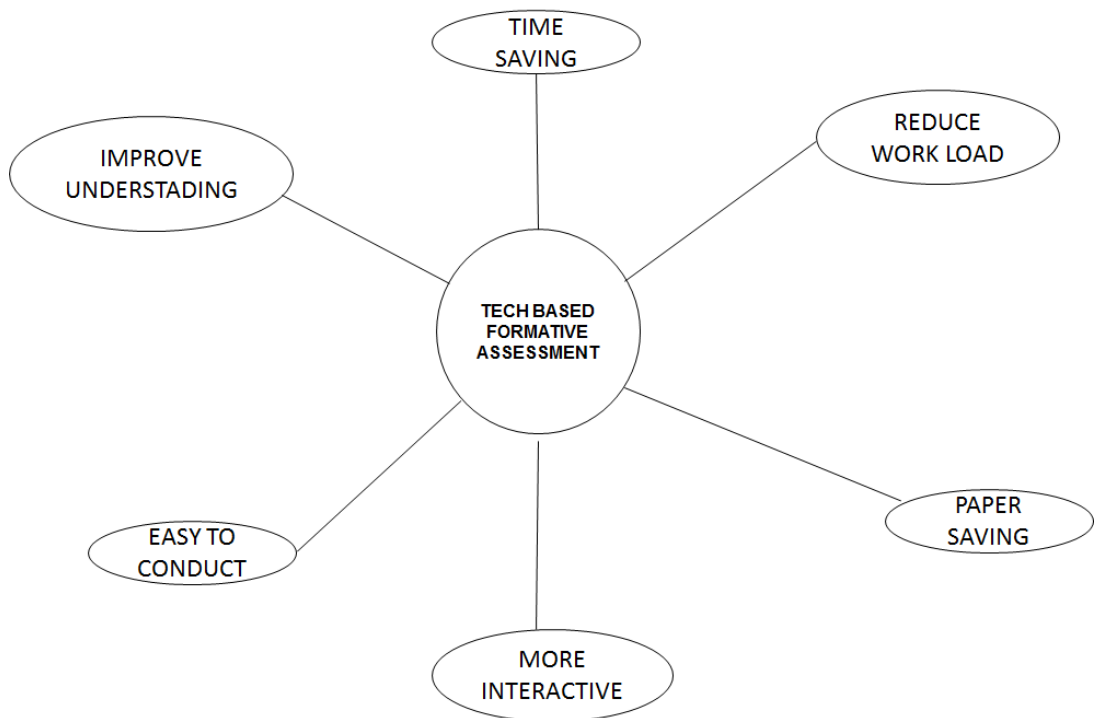 TIME
SAVING
REDUCE
WORK LOAD
IMPROVE
UNDERSTADING
TECH BASED
FORMATIVE
ASSESSMENT
PAPER
SAVING
EASY TO
CONDUCT
MORE
INTERACTIVE